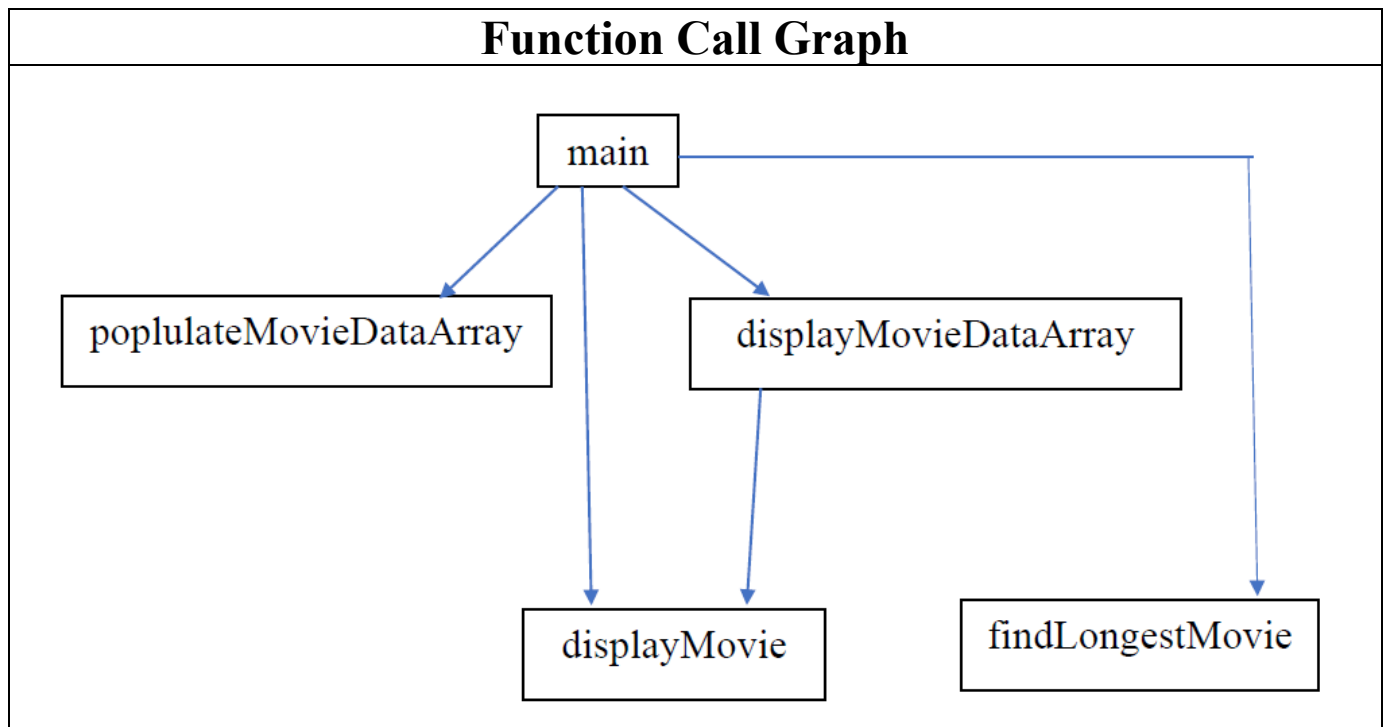 Function Call Graph
main
poplulateMovieDataArray
displayMovieDataArray
displayMovie
findLongestMovie